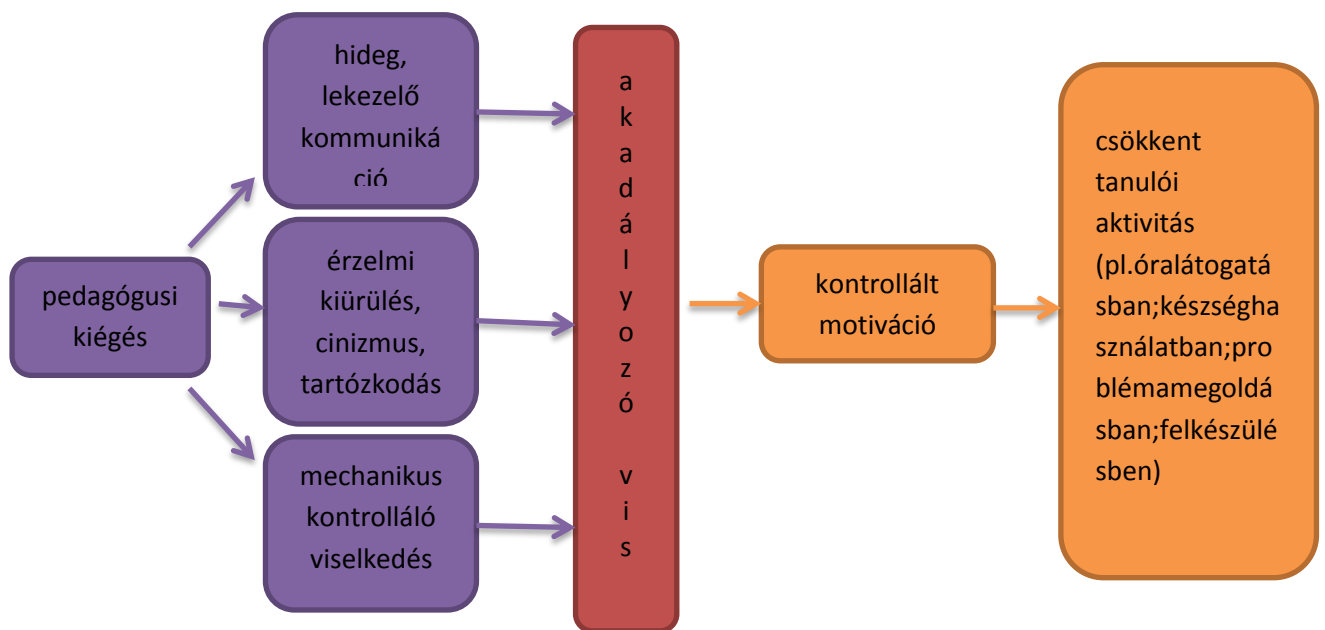 pedagógusi
kiégés
hideg,
lekezelő
kommuniká
ció
érzelmi
kiürülés,
cinizmus,
tartózkodás
mechanikus
kontrolláló
viselkedés
a
k
a
d
á
l
y
o
z
ó
v
i
s
kontrollált
motiváció
csökkent
tanulói
aktivitás
(pl.óralátogatá
sban;készségha
sználatban;pro
blémamegoldá
sban;felkészülé
sben)